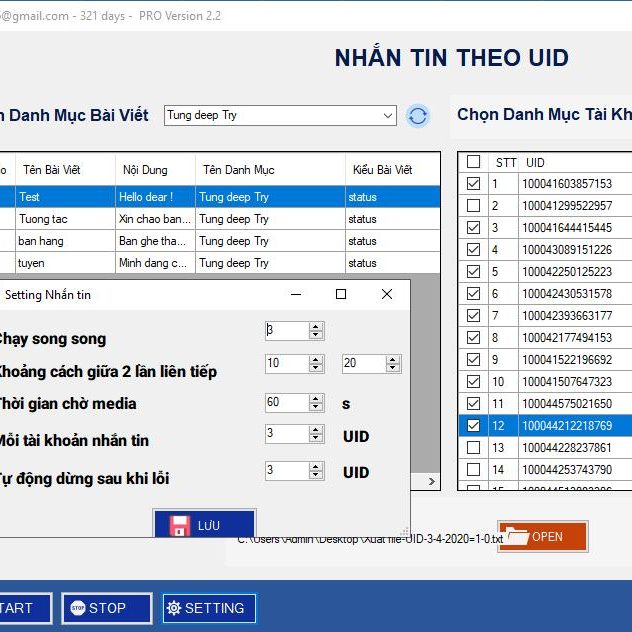 @gmail.com - 321 days - PRO Version 2.2
NHẮN TIN THEO UID
Danh Mục Bài Viết Tung deep Try Chọn Danh Mục Tài Kh
Tên Bài Viết Nội Dung Tên Danh Mục Kiểu Bài Viết
Test Hello dear ! Tung deep Try status
Tuong tac Xin chao ban... Tung deep Try status
ban hang Ban ghe tha... Tung deep Try status
tuyen Minh dang c... Tung deep Try status
STT UID
1 100041603857153
2 100041299522957
3 100041644415445
4 100043089151226
5 100042250125223
6 100042430531578
7 100042393663177
8 100042177494153
9 100041522196692
10 100041507647323
11 100044575021650
12 100044212218769
13 100044228237861
14 100044253743790
Setting Nhắn tin
Chạy song song 3
Khoảng cách giữa 2 lần liên tiếp 10 20
Thời gian chờ media 60 s
Mỗi tài khoản nhắn tin 3 UID
Tự động dừng sau khi lỗi 3 UID
LƯU
C:\Users\Admin\Desktop\Xuat file-UID-3-4-2020=1-0.txt OPEN
TART STOP STOP SETTING